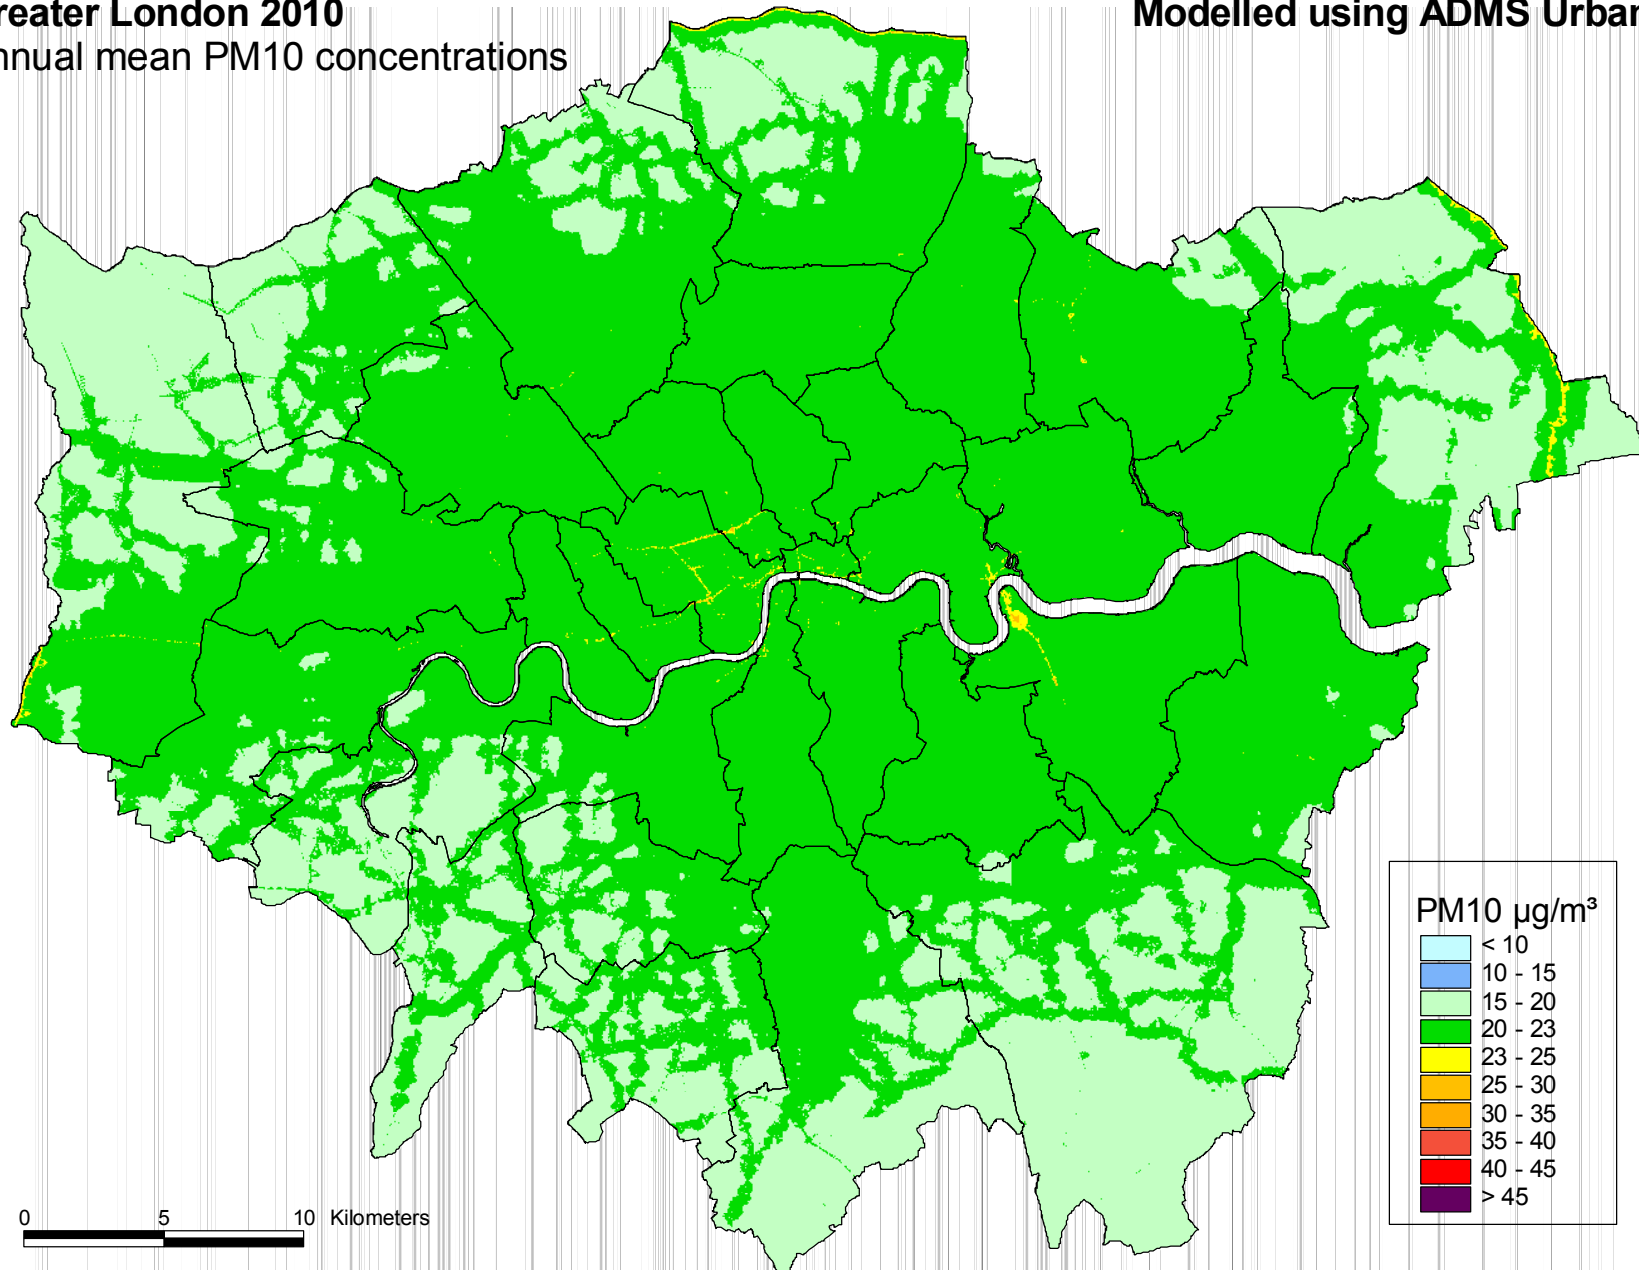 reater London 2010
nnual mean PM10 concentrations
Modelled using ADMS Urban
PM10 µg/m³
< 10
10 - 15
15 - 20
20 - 23
23 - 25
25 - 30
30 - 35
35 - 40
40 - 45
> 45
0 5 10 Kilometers